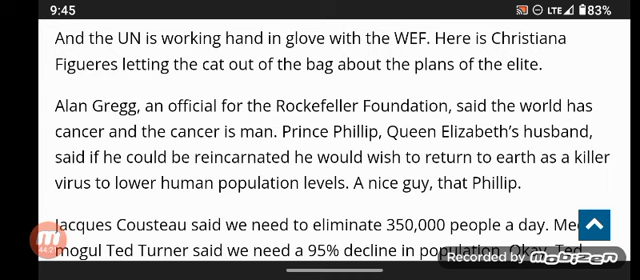 9:45
LTE 83%
And the UN is working hand in glove with the WEF. Here is Christiana
Figueres letting the cat out of the bag about the plans of the elite.
Alan Gregg, an official for the Rockefeller Foundation, said the world has
cancer and the cancer is man. Prince Phillip, Queen Elizabeth's husband,
said if he could be reincarnated he would wish to return to earth as a killer
virus to lower human population levels. A nice guy, that Phillip.
Jacques Cousteau said we need to eliminate 350,000 people a day.
mogul Ted Turner said we need a 95% decline in population. Okay, Ted
Recorded by Mobizen